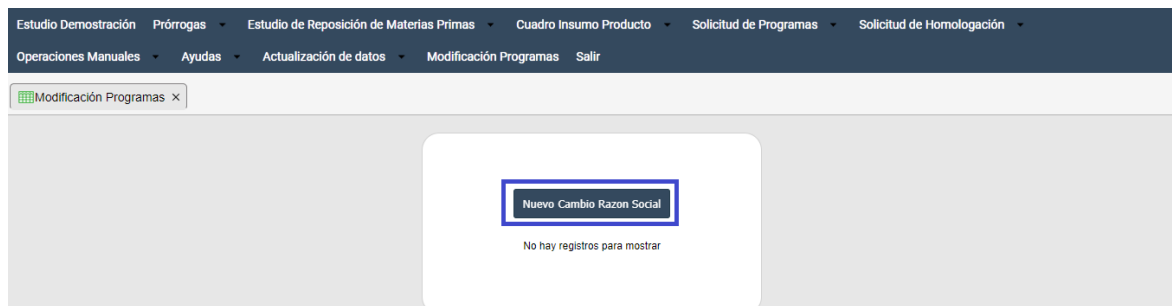 Estudio Demostración Prórrogas Estudio de Reposición de Materias Primas Cuadro Insumo Producto Solicitud de Programas Solicitud de Homologación
Operaciones Manuales Ayudas Actualización de datos Modificación Programas Salir
Modificación Programas ×
Nuevo Cambio Razon Social
No hay registros para mostrar